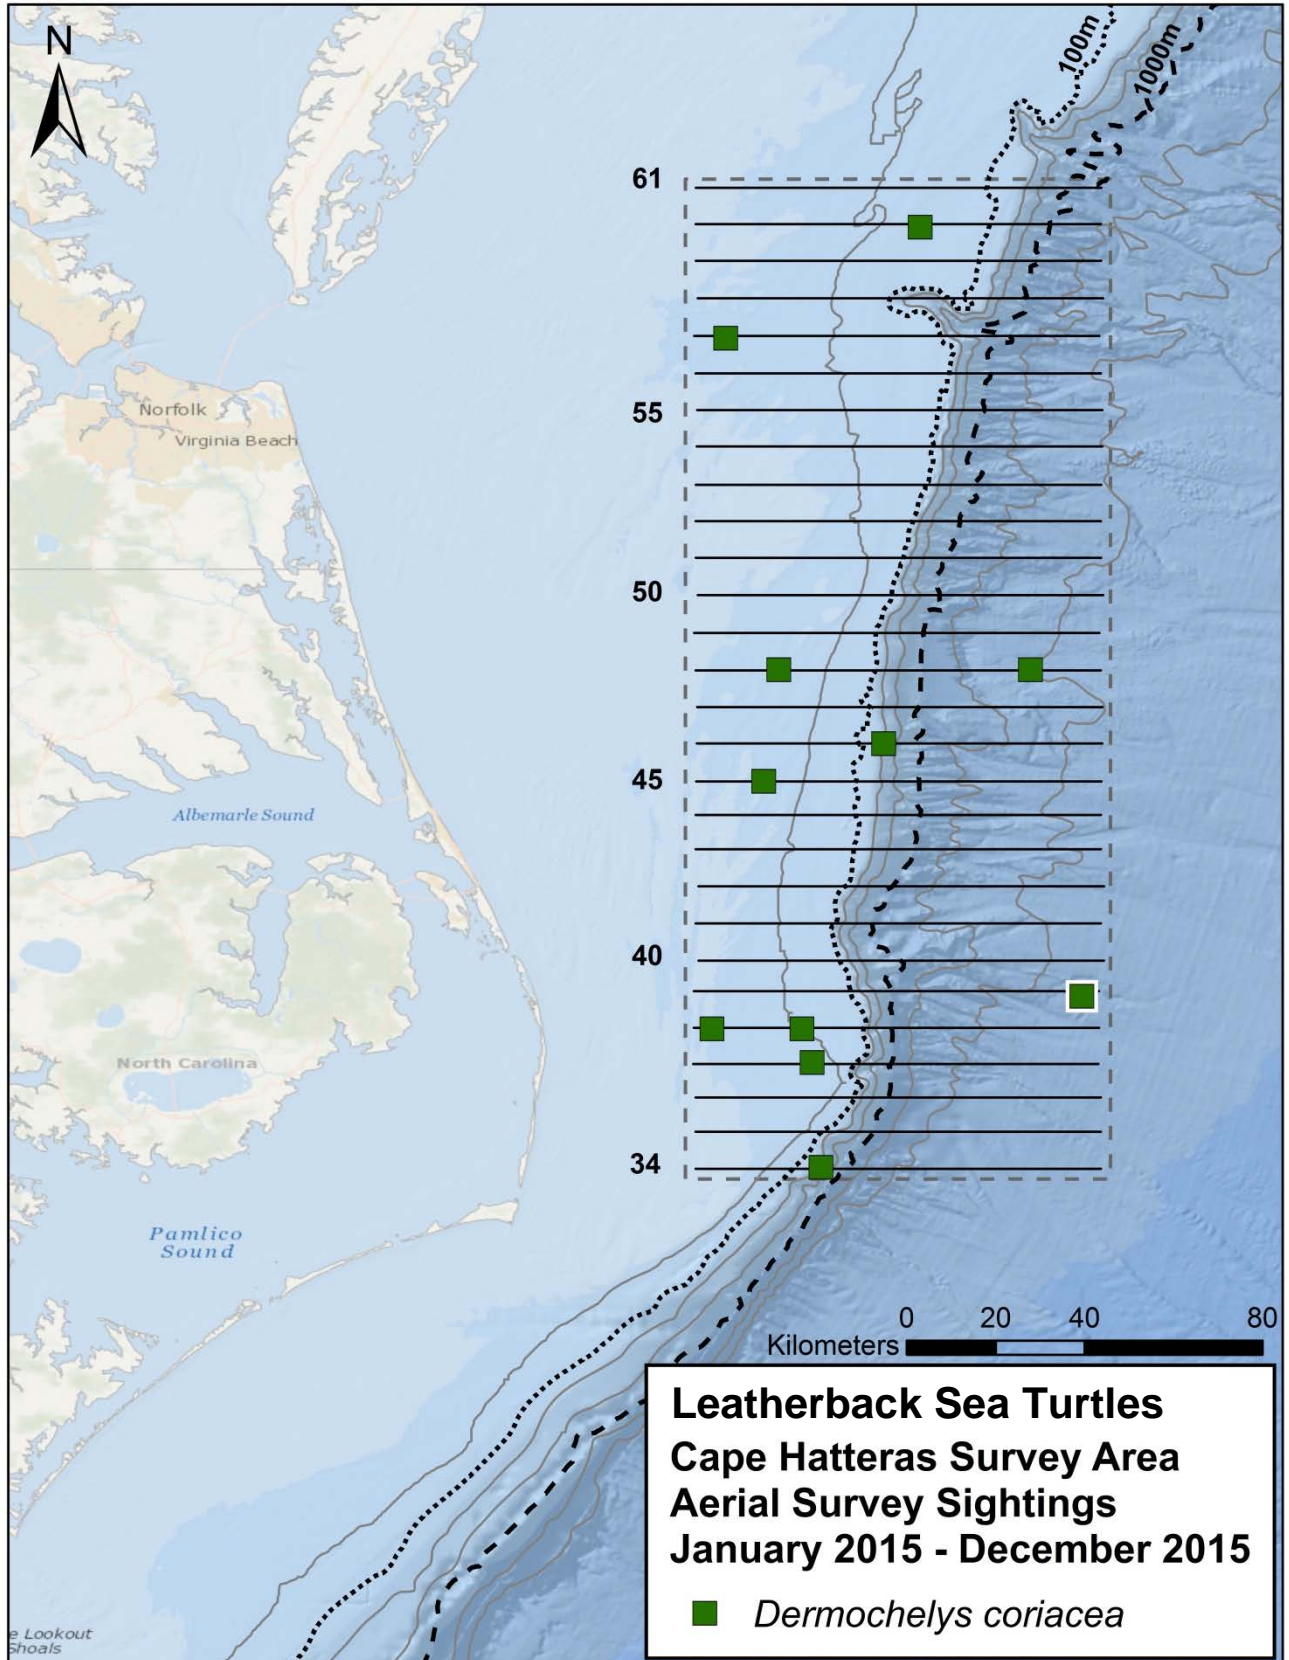 N
100m
1000m
61
Norfolk
Virginia Beach
55
50
45
Albemarle Sound
40
North Carolina
34
Pamlico
Sound
0 20 40 80
Kilometers
Leatherback Sea Turtles
Cape Hatteras Survey Area
Aerial Survey Sightings
January 2015 - December 2015
Dermochelys coriacea
e Lookout
Shoals